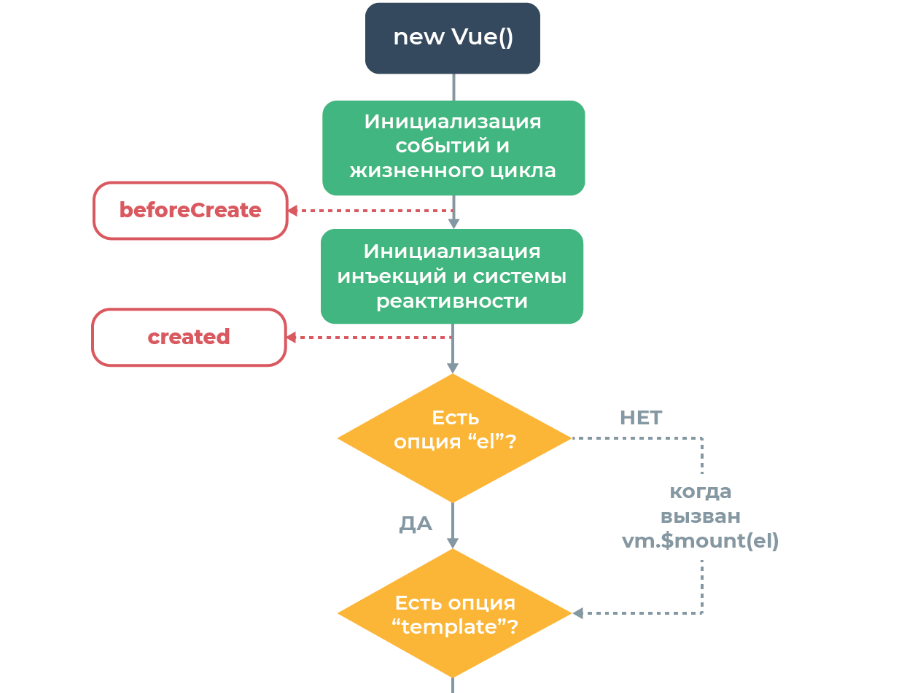 new Vue()
Инициализация
событий и
жизненного цикла
beforeCreate
Инициализация
инъекций и системы
реактивности
created
Есть
опция “el”?
НЕТ
когда
вызван
vm.$mount(el)
ДА
Есть опция
“template”?